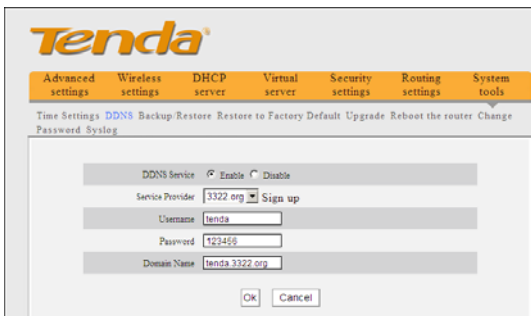 Tenda
Advanced settings
Wireless settings
DHCP server
Virtual server
Security settings
Routing settings
System tools
Time Settings DDNS Backup/Restore Restore to Factory Default Upgrade Reboot the router Change
Password Syslog
DDNS Service Enable Disable
Service Provider 3322.org Sign up
Username tenda
Password 123456
Domain Name tenda.3322.org
Ok Cancel